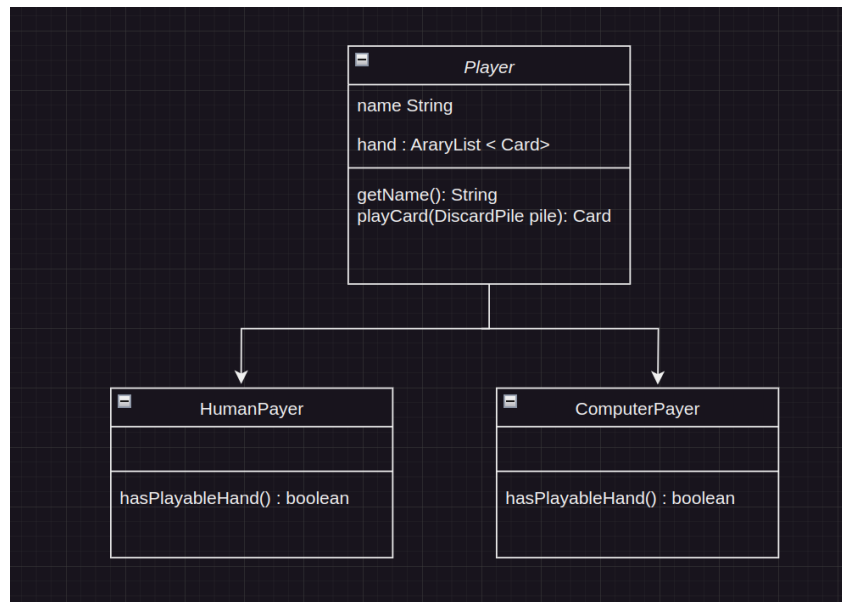 Player
name String
hand : AraryList < Card>
getName(): String
playCard(DiscardPile pile): Card
HumanPayer
hasPlayableHand() : boolean
ComputerPayer
hasPlayableHand() : boolean